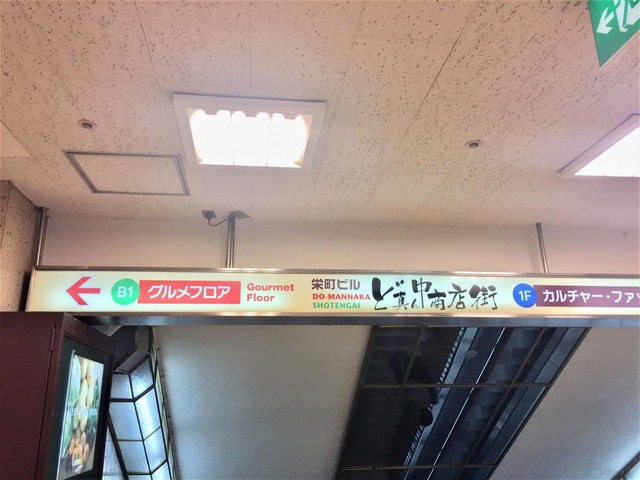 B1
グルメフロア
Gourmet
Floor
栄町ビル
DO-MANNAKA
SHOTENGAI
ど真ん中商店街
1F
カルチャー・ファッ